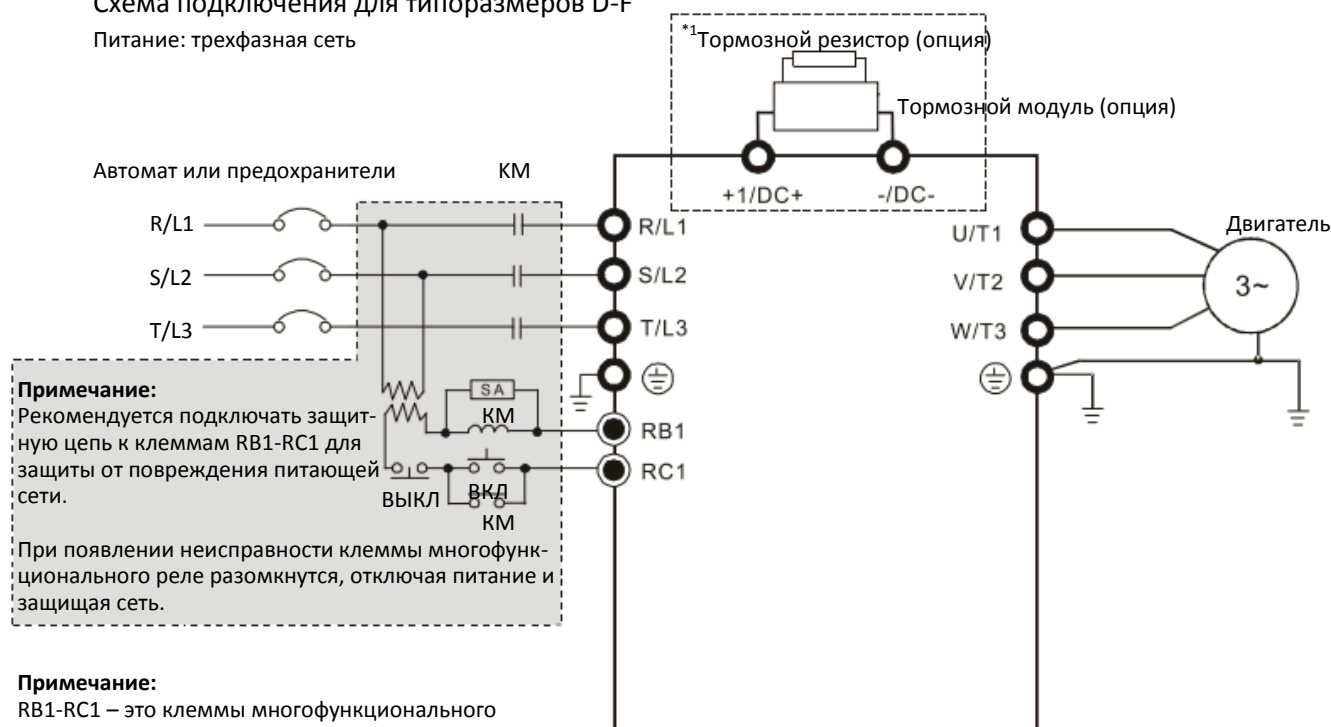 Схема подключения для типоразмеров D-F
Питание: трехфазная сеть
*1Тормозной резистор (опция)
Тормозной модуль (опция)
Автомат или предохранители
КМ
+1/DC+
-/DC-
R/L1
R/L1
U/T1
Двигатель
S/L2
S/L2
V/T2
3~
T/L3
T/L3
W/T3
Примечание:
Рекомендуется подключать защит-
ную цепь к клеммам RB1-RC1 для
защиты от повреждения питающей
сети.
SA
КМ
RB1
RC1
ВЫКЛ
ВКЛ
КМ
При появлении неисправности клеммы многофунк-
ционального реле разомкнутся, отключая питание и
защищая сеть.
Примечание:
RB1-RC1 – это клеммы многофункционального